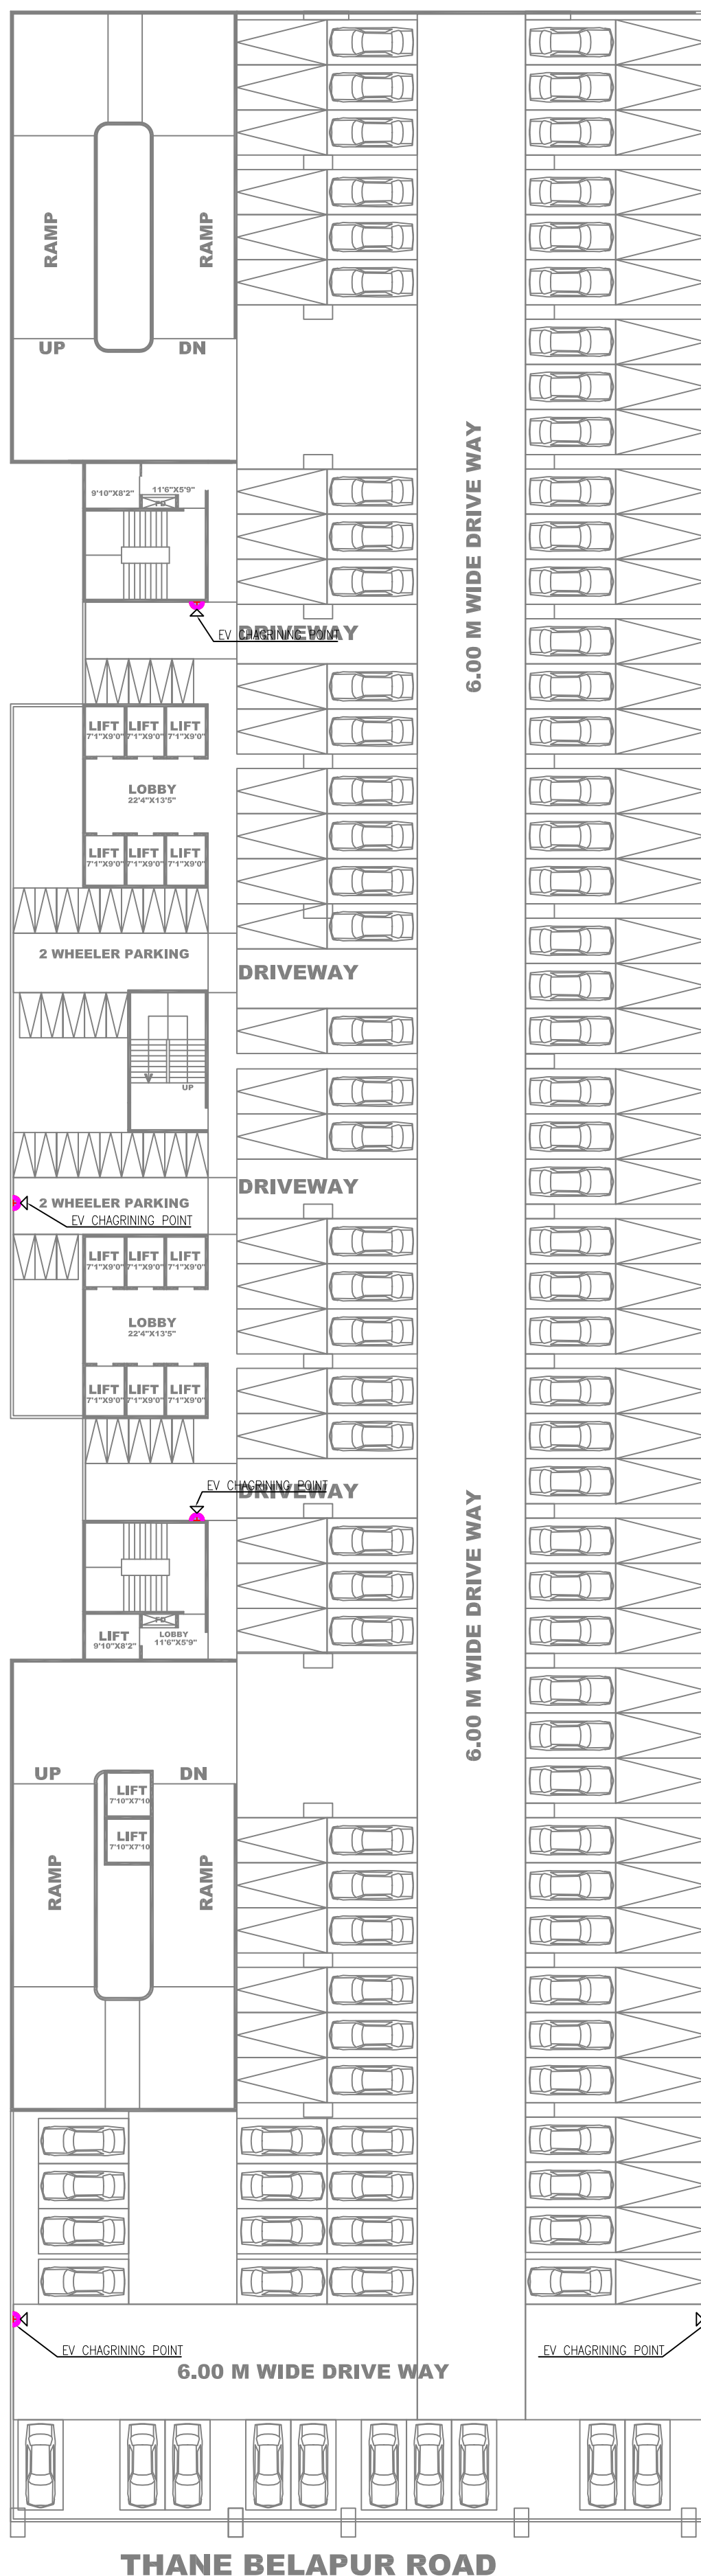 RAMP
RAMP
UP
DN
9'10"X8'2"
11'6"X5'9"
FD
6.00 M WIDE DRIVE WAY
EV CHAGRINING POINT
DRIVEWAY
LIFT
7'1"X9'0"
LIFT
7'1"X9'0"
LIFT
7'1"X9'0"
LOBBY
22'4"X13'5"
LIFT
7'1"X9'0"
LIFT
7'1"X9'0"
LIFT
7'1"X9'0"
2 WHEELER PARKING
DRIVEWAY
UP
DRIVEWAY
2 WHEELER PARKING
EV CHAGRINING POINT
LIFT
7'1"X9'0"
LIFT
7'1"X9'0"
LIFT
7'1"X9'0"
LOBBY
22'4"X13'5"
LIFT
7'1"X9'0"
LIFT
7'1"X9'0"
LIFT
7'1"X9'0"
EV CHAGRINING POINT
DRIVEWAY
6.00 M WIDE DRIVE WAY
FD
LIFT
9'10"X8'2"
LOBBY
11'6"X5'9"
UP
DN
LIFT
7'10"X7'10
LIFT
7'10"X7'10
RAMP
RAMP
EV CHAGRINING POINT
EV CHAGRINING POINT
6.00 M WIDE DRIVE WAY
THANE BELAPUR ROAD